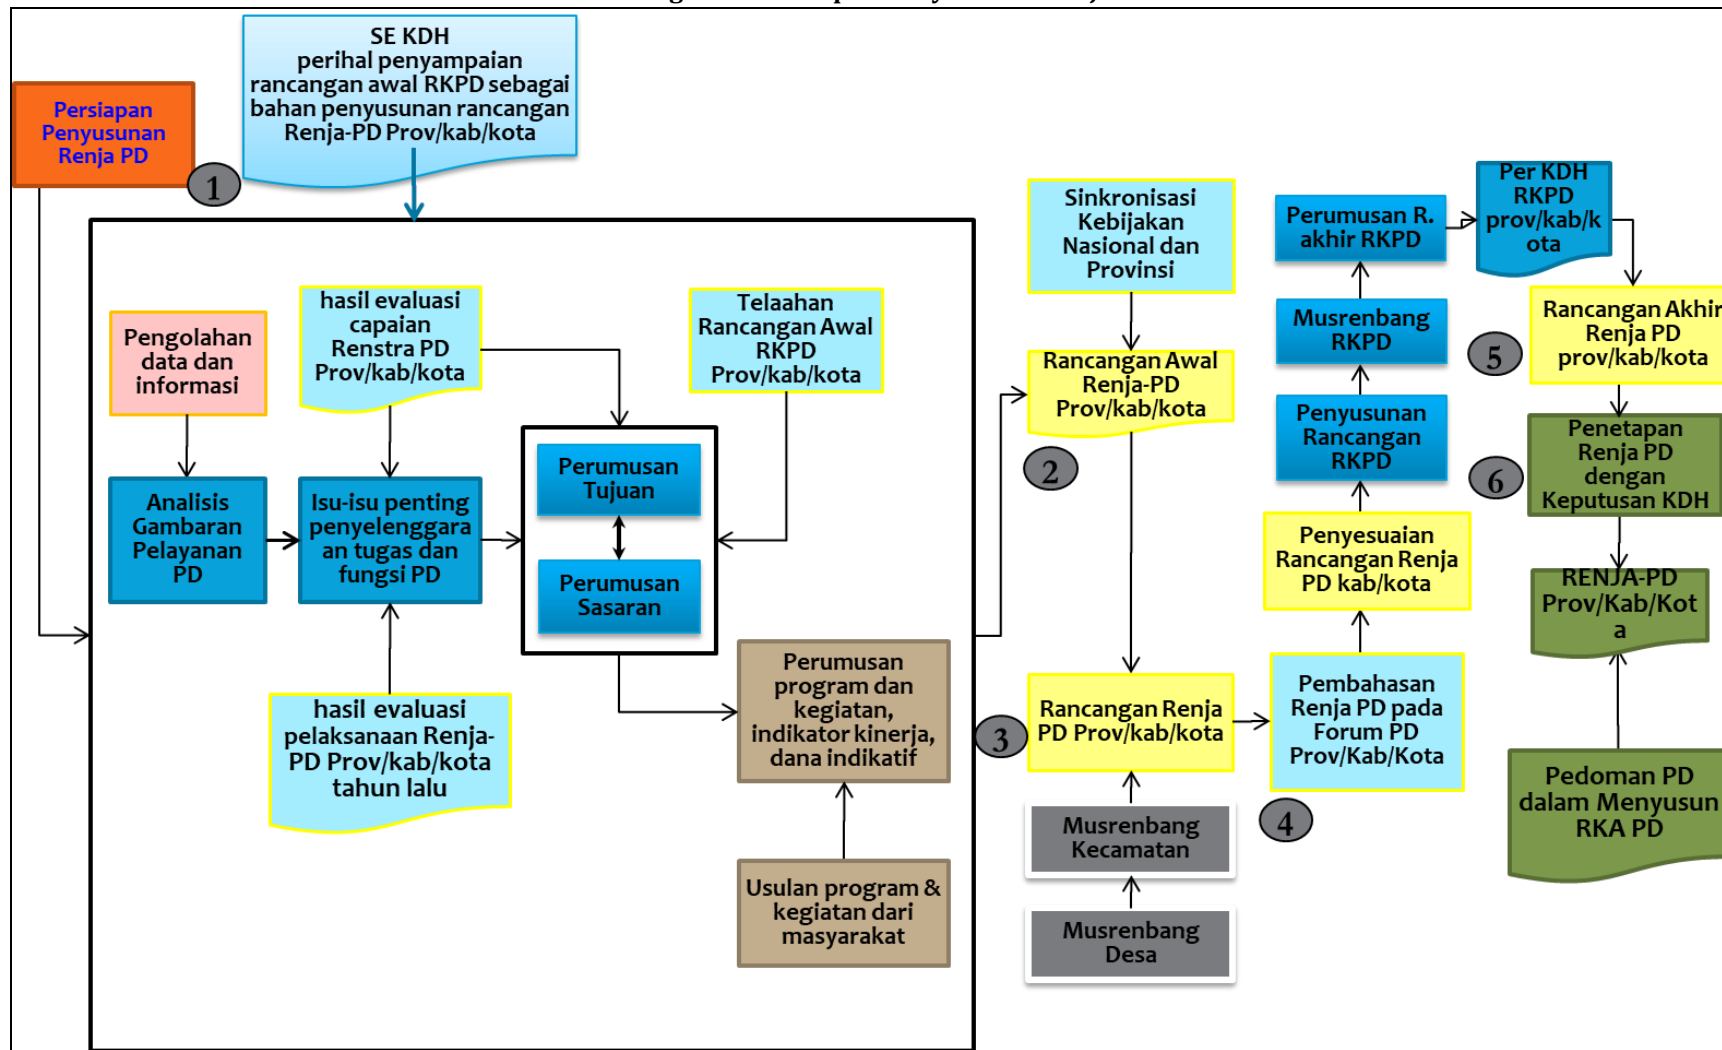 SE KDH
perihal penyampaian
rancangan awal RKPD sebagai
bahan penyusunan rancangan
Renja-PD Prov/kab/kota
Persiapan
Penyusunan
Renja PD
1
hasil evaluasi
capaian
Renstra PD
Prov/kab/kota
Telaahan
Rancangan Awal
RKPD
Prov/kab/kota
Pengolahan
data dan
informasi
Analisis
Gambaran
Pelayanan
PD
Isu-isu penting
penyelenggara
an tugas dan
fungsi PD
Perumusan
Tujuan
Perumusan
Sasaran
hasil evaluasi
pelaksanaan Renja-
PD Prov/kab/kota
tahun lalu
Perumusan
program dan
kegiatan,
indikator kinerja,
dana indikatif
Usulan program &
kegiatan dari
masyarakat
Sinkronisasi
Kebijakan
Nasional dan
Provinsi
Rancangan Awal
Renja-PD
Prov/kab/kota
2
Rancangan Renja
PD Prov/kab/kota
3
Musrenbang
Kecamatan
Musrenbang
Desa
Pembahasan
Renja PD pada
Forum PD
Prov/Kab/Kota
4
Penyesuaian
Rancangan Renja
PD kab/kota
Penyusunan
Rancangan
RKPD
Musrenbang
RKPD
Perumusan R.
akhir RKPD
Per KDH
RKPD
prov/kab/k
ota
Rancangan Akhir
Renja PD
prov/kab/kota
5
Penetapan
Renja PD
dengan
Keputusan KDH
6
RENJA-PD
Prov/Kab/Kot
a
Pedoman PD
dalam Menyusun
RKA PD